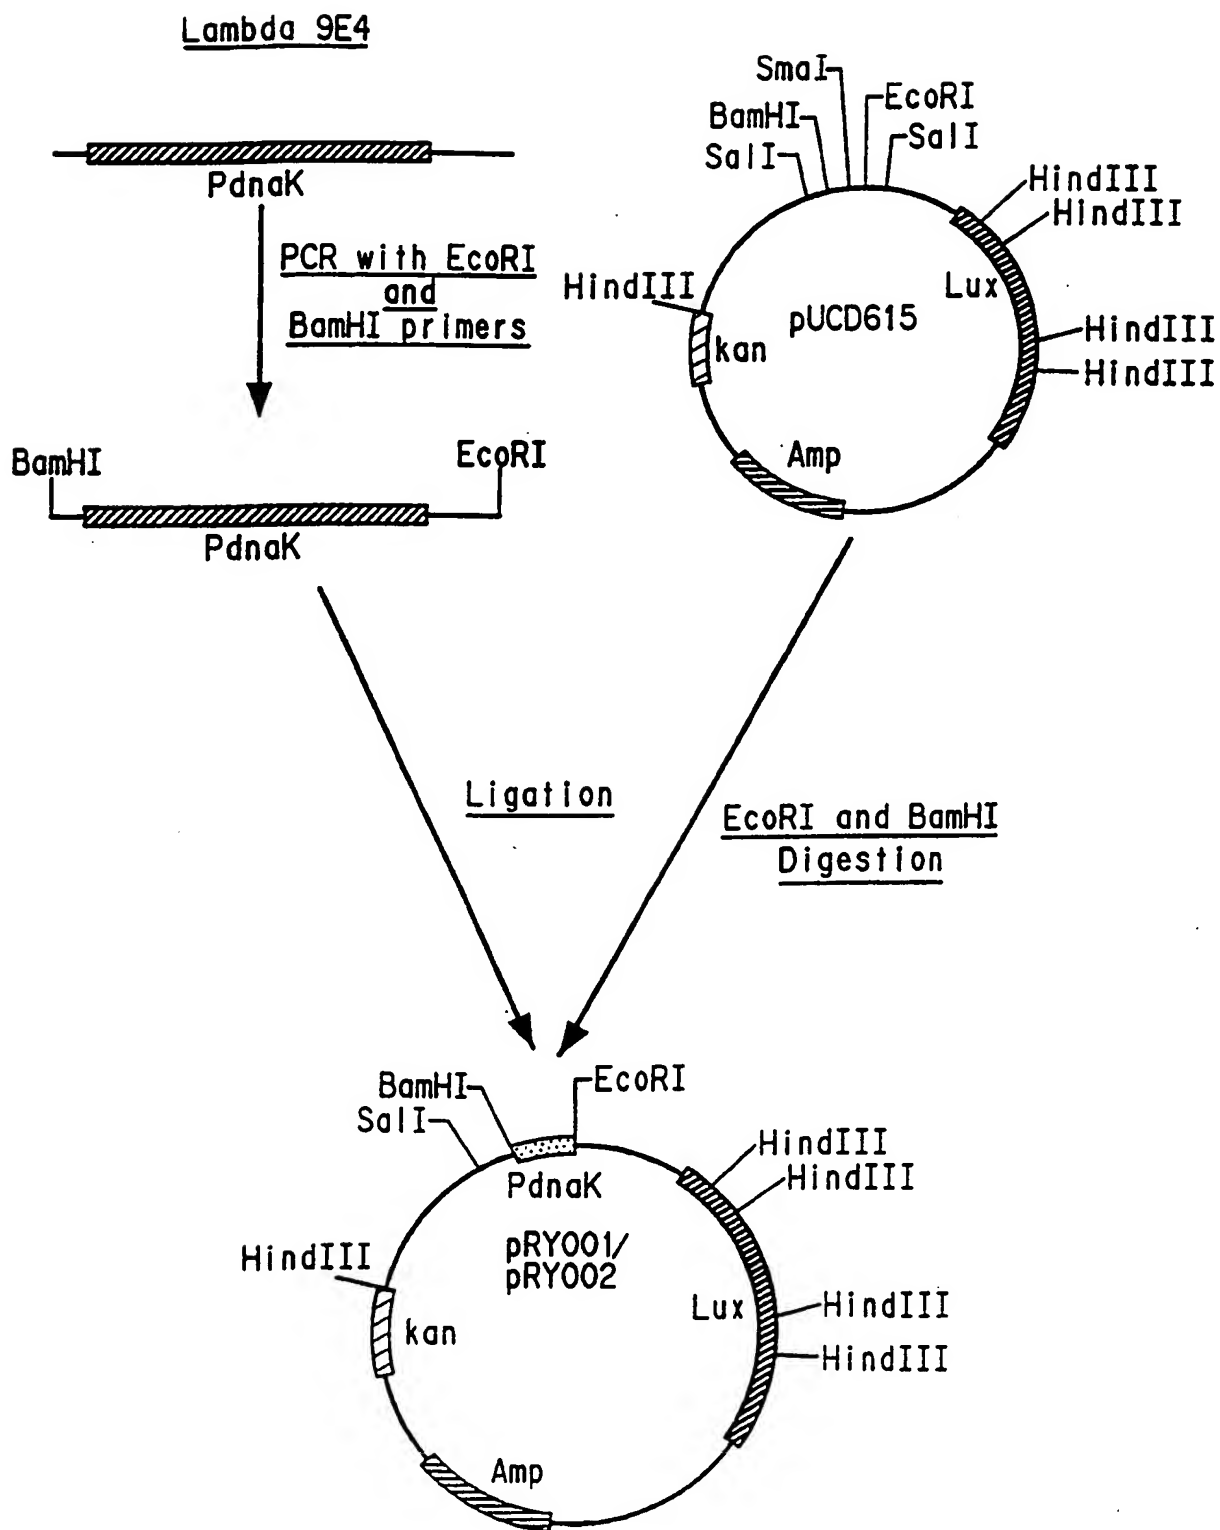 Lambda 9E4
PdnaK
PCR with EcoRI
and
BamHI primers
BamHI
EcoRI
PdnaK
SmaI
EcoRI
BamHI
SalI
SalI
HindIII
HindIII
HindIII
Lux
pUCD615
kan
HindIII
HindIII
Amp
Ligation
EcoRI and BamHI
Digestion
BamHI
EcoRI
SalI
PdnaK
HindIII
HindIII
HindIII
pRY001/
pRY002
Lux
HindIII
kan
HindIII
Amp